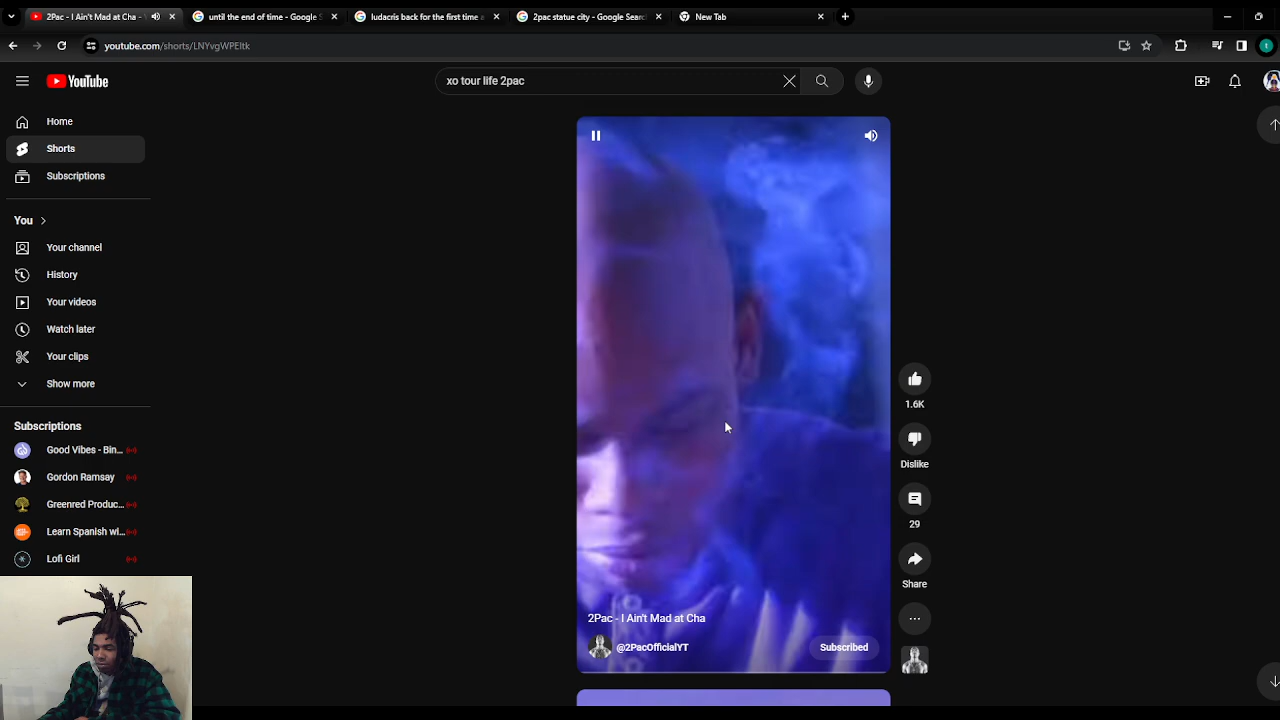 2Pac - I Ain't Mad at Cha -
until the end of time - Google S
ludacris back for the first time a
2pac statue city - Google Searc
New Tab
youtube.com/shorts/LNYvgWPEItk
t
YouTube
xo tour life 2pac
Home
Shorts
Subscriptions
You
Your channel
History
Your videos
Watch later
Your clips
Show more
Subscriptions
Good Vibes - Bin...
Gordon Ramsay
Greenred Produc...
Learn Spanish wi...
Lofi Girl
1.6K
Dislike
29
Share
2Pac - I Ain't Mad at Cha
@2PacOfficialYT
Subscribed